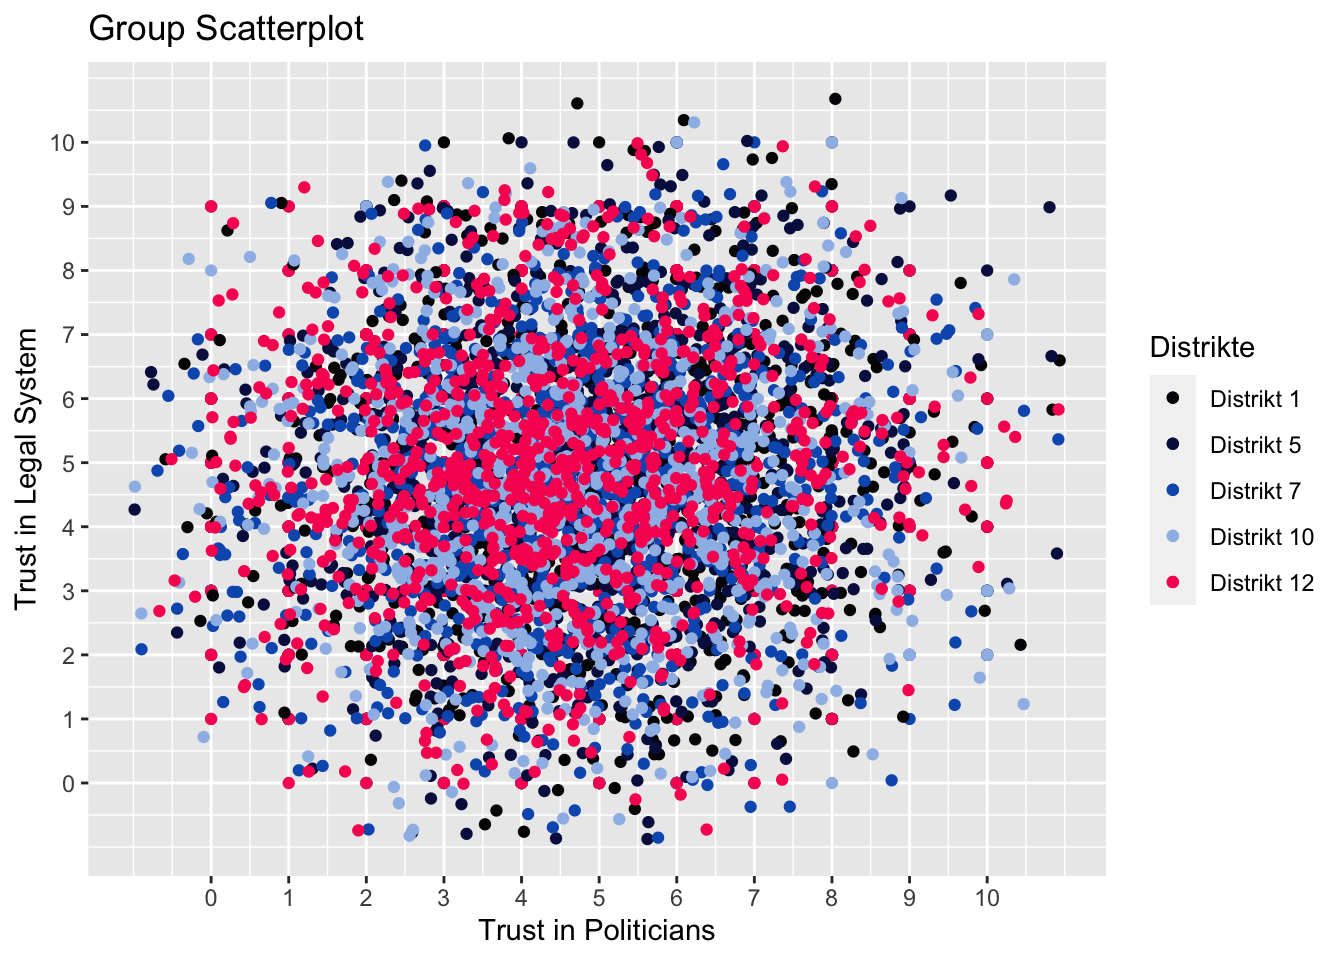 Group Scatterplot
Trust in Legal System
10
9
8
7
6
5
4
3
2
1
0
0 1 2 3 4 5 6 7 8 9 10
Trust in Politicians
Distrikte
Distrikt 1
Distrikt 5
Distrikt 7
Distrikt 10
Distrikt 12